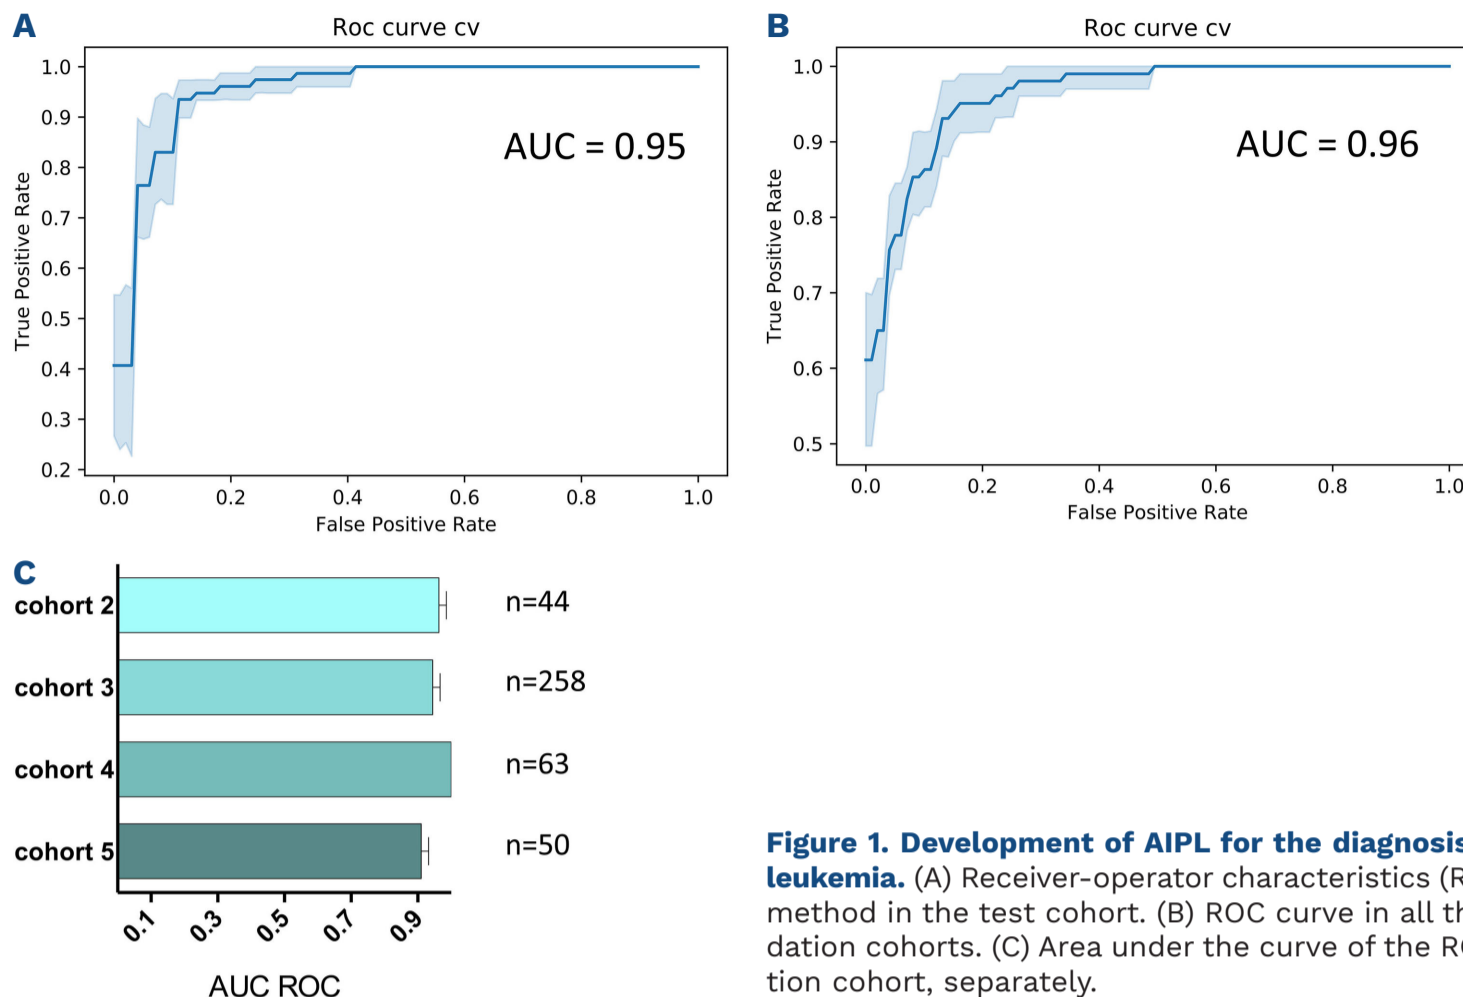 A
Roc curve cv
1.0
0.9
0.8
0.7
0.6
0.5
0.4
0.3
0.2
True Positive Rate
AUC = 0.95
0.0 0.2 0.4 0.6 0.8 1.0
False Positive Rate
B
Roc curve cv
1.0
0.9
0.8
0.7
0.6
0.5
True Positive Rate
AUC = 0.96
0.0 0.2 0.4 0.6 0.8 1.0
False Positive Rate
C
cohort 2 n=44
cohort 3 n=258
cohort 4 n=63
cohort 5 n=50
0.1 0.3 0.5 0.7 0.9
AUC ROC
Figure 1. Development of AIPL for the diagnosis
leukemia. (A) Receiver-operator characteristics (R
method in the test cohort. (B) ROC curve in all th
dation cohorts. (C) Area under the curve of the RO
tion cohort, separately.